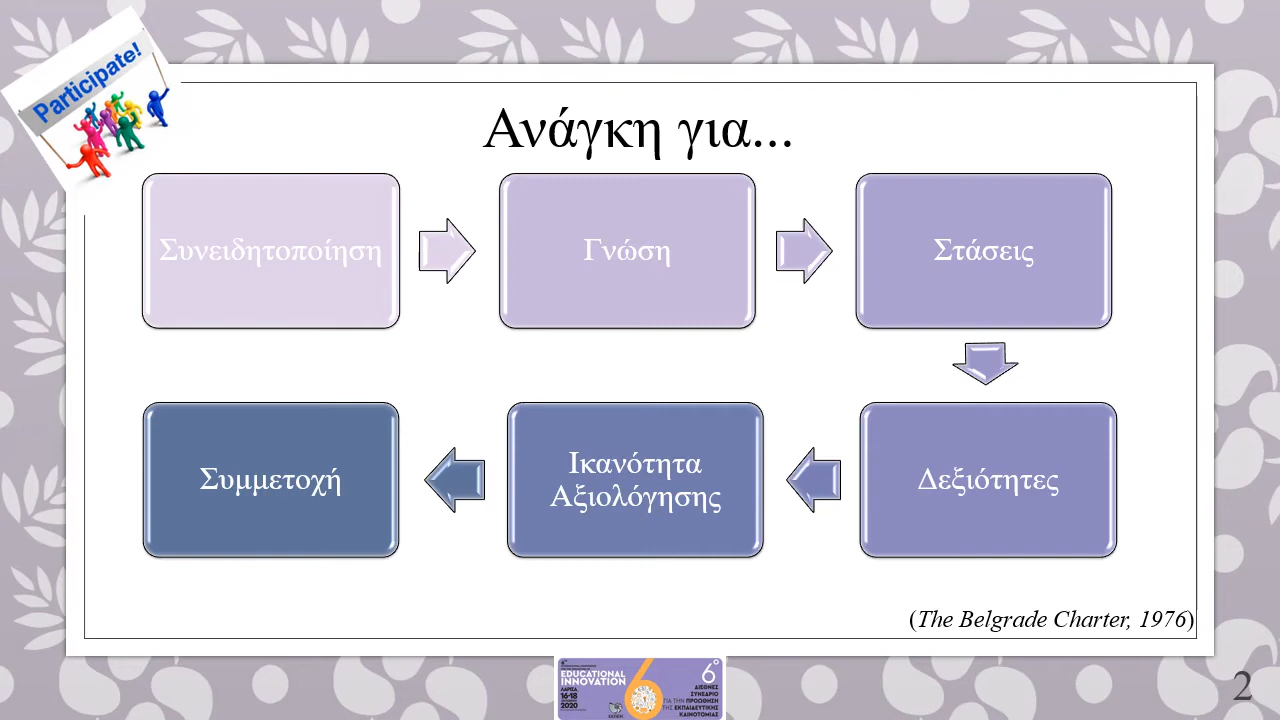 Participate!
Ανάγκη για...
Συνειδητοποίηση
Γνώση
Στάσεις
Δεξιότητες
Ικανότητα
Αξιολόγησης
Συμμετοχή
(The Belgrade Charter, 1976)
EDUCATIONAL
INNOVATION
ΛΑΡΙΣΑ
16-18
2020
6
6ο
ΔΙΕΘΝΕΣ
ΣΥΝΕΔΡΙΟ
ΓΙΑ ΤΗΝ ΠΡΟΩΘΗΣΗ
ΤΗΣ ΕΚΠΑΙΔΕΥΤΙΚΗΣ
ΚΑΙΝΟΤΟΜΙΑΣ
2